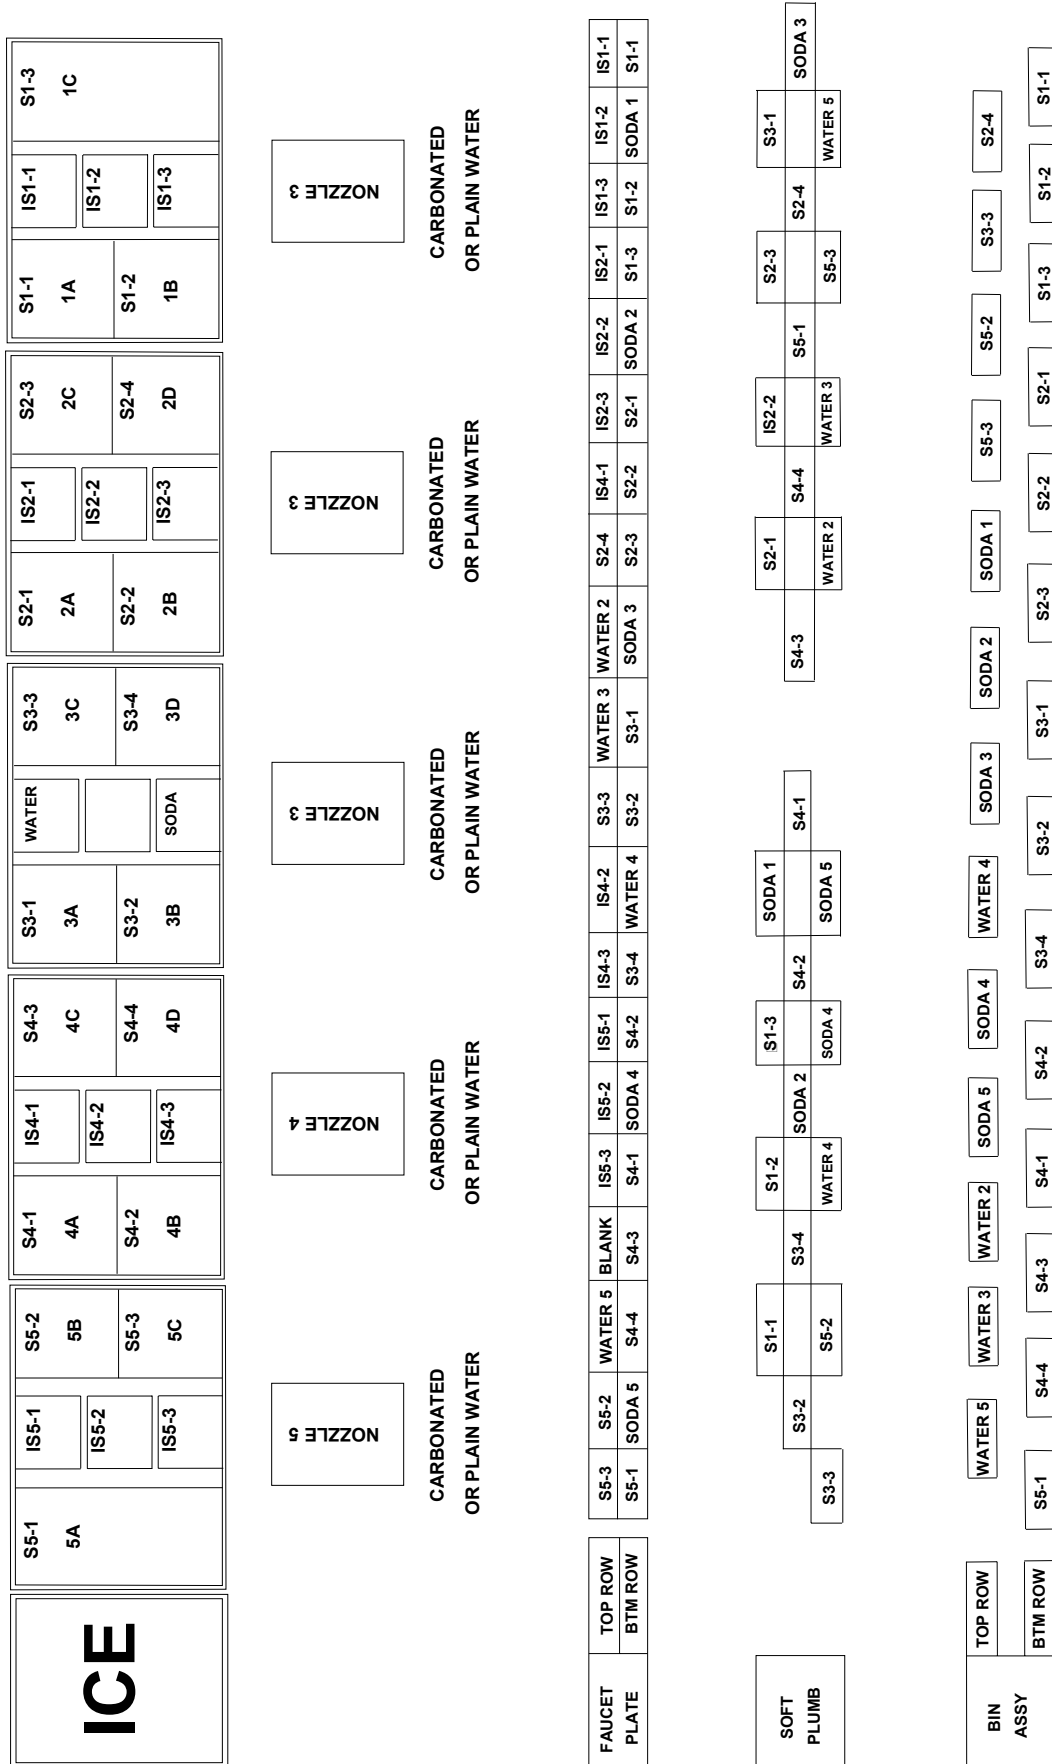 ICE
S5-1
5A
IS5-1
IS5-2
IS5-3
S5-2
5B
S5-3
5C
S4-1
4A
S4-2
4B
IS4-1
IS4-2
IS4-3
S4-3
4C
S4-4
4D
S3-1
3A
S3-2
3B
WATER
SODA
S3-3
3C
S3-4
3D
S2-1
2A
S2-2
2B
IS2-1
IS2-2
IS2-3
S2-3
2C
S2-4
2D
S1-1
1A
S1-2
1B
IS1-1
IS1-2
IS1-3
S1-3
1C
NOZZLE 5
CARBONATED
OR PLAIN WATER
NOZZLE 4
CARBONATED
OR PLAIN WATER
NOZZLE 3
CARBONATED
OR PLAIN WATER
NOZZLE 3
CARBONATED
OR PLAIN WATER
NOZZLE 3
CARBONATED
OR PLAIN WATER
FAUCET
PLATE
TOP ROW
S5-3
S5-2
WATER 5
BLANK
IS5-3
IS5-2
IS5-1
IS4-3
IS4-2
S3-3
WATER 3
WATER 2
S2-4
IS4-1
IS2-3
IS2-2
IS2-1
IS1-3
IS1-2
IS1-1
BTM ROW
S5-1
SODA 5
S4-4
S4-3
S4-1
SODA 4
S4-2
S3-4
WATER 4
S3-2
S3-1
SODA 3
S2-3
S2-2
S2-1
SODA 2
S1-3
S1-2
SODA 1
S1-1
SOFT
PLUMB
S1-1
S1-2
S1-3
SODA 1
S2-1
IS2-2
S2-3
S3-1
S3-2
S3-4
SODA 2
S4-2
S4-1
S4-3
S4-4
S5-1
S2-4
SODA 3
S3-3
S5-2
WATER 4
SODA 4
SODA 5
WATER 2
WATER 3
S5-3
WATER 5
BIN
ASSY
TOP ROW
WATER 5
WATER 3
WATER 2
SODA 5
SODA 4
WATER 4
SODA 3
SODA 2
SODA 1
S5-3
S5-2
S3-3
S2-4
BTM ROW
S5-1
S4-4
S4-3
S4-1
S4-2
S3-4
S3-2
S3-1
S2-3
S2-2
S2-1
S1-3
S1-2
S1-1